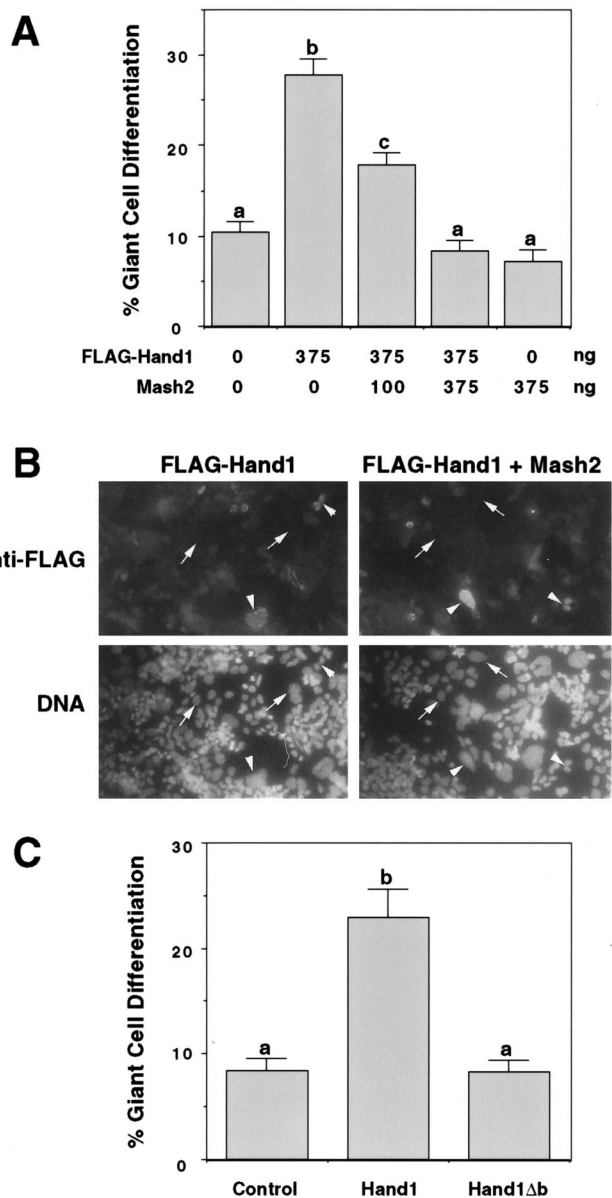 A
% Giant Cell Differentiation
30
20
10
0
a
b
c
a
a
FLAG-Hand1 0 375 375 375 0 ng
Mash2 0 0 100 375 375 ng
B
FLAG-Hand1 FLAG-Hand1 + Mash2
nti-FLAG
DNA
C
% Giant Cell Differentiation
30
20
10
0
a
b
a
Control Hand1 Hand1Δb